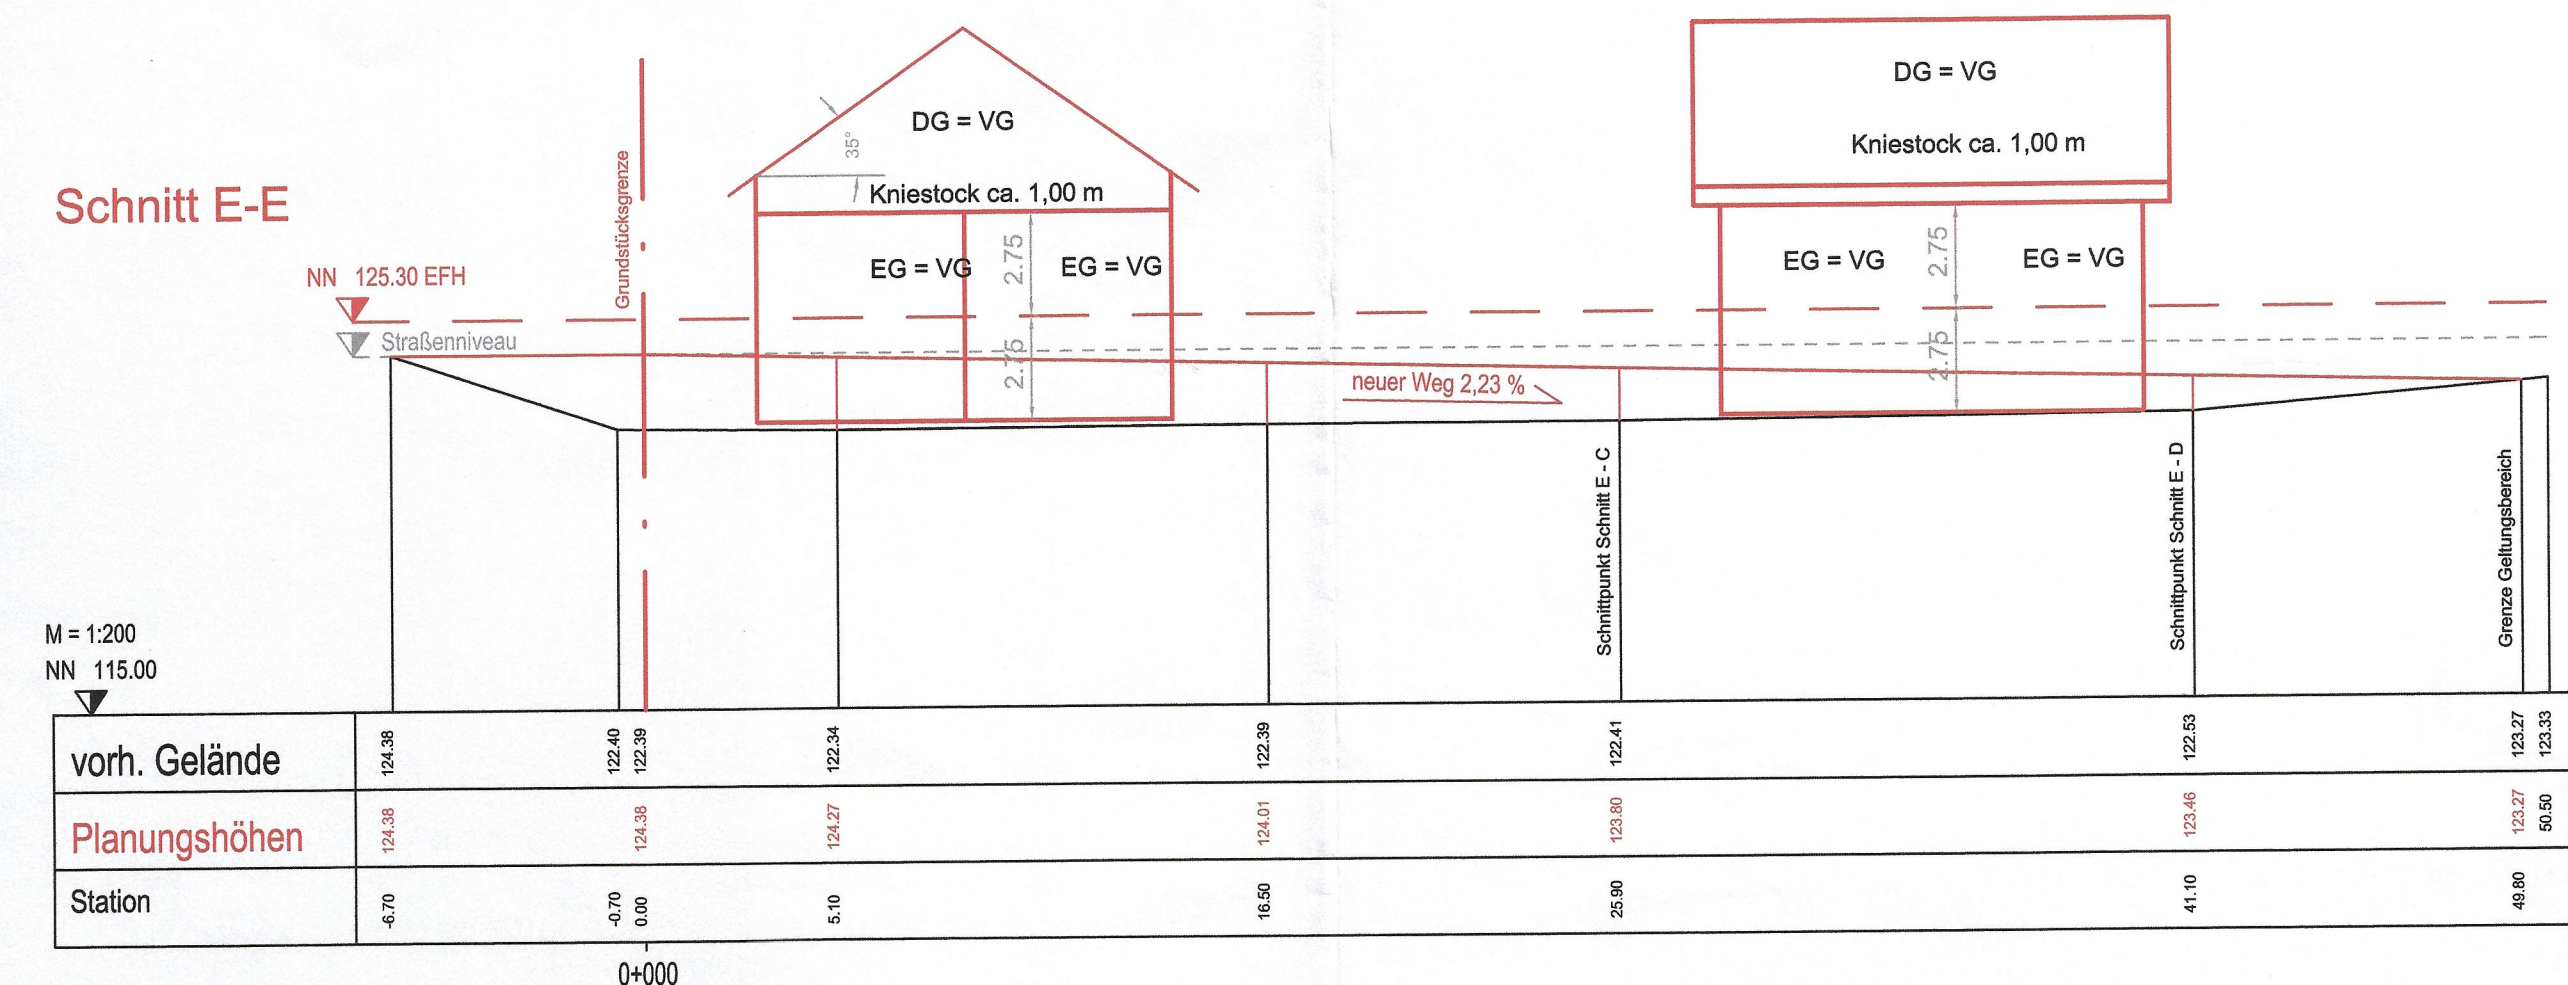 Schnitt E-E
NN 125.30 EFH
Straßenniveau
Grundstücksgrenze
35°
DG = VG
Kniestock ca. 1,00 m
EG = VG
2.75
EG = VG
2.75
neuer Weg 2,23 %
DG = VG
Kniestock ca. 1,00 m
EG = VG
2.75
EG = VG
2.75
Schnittpunkt Schnitt E - C
Schnittpunkt Schnitt E - D
Grenze Geltungsbereich
M = 1:200
NN 115.00
vorh. Gelände 124.38 122.40 122.39 122.34 122.39 122.41 122.53 123.27 123.33
Planungshöhen 124.38 124.38 124.27 124.01 123.80 123.46 123.27 50.50
Station -6.70 -0.70 0.00 5.10 16.50 25.90 41.10 49.80
0+000